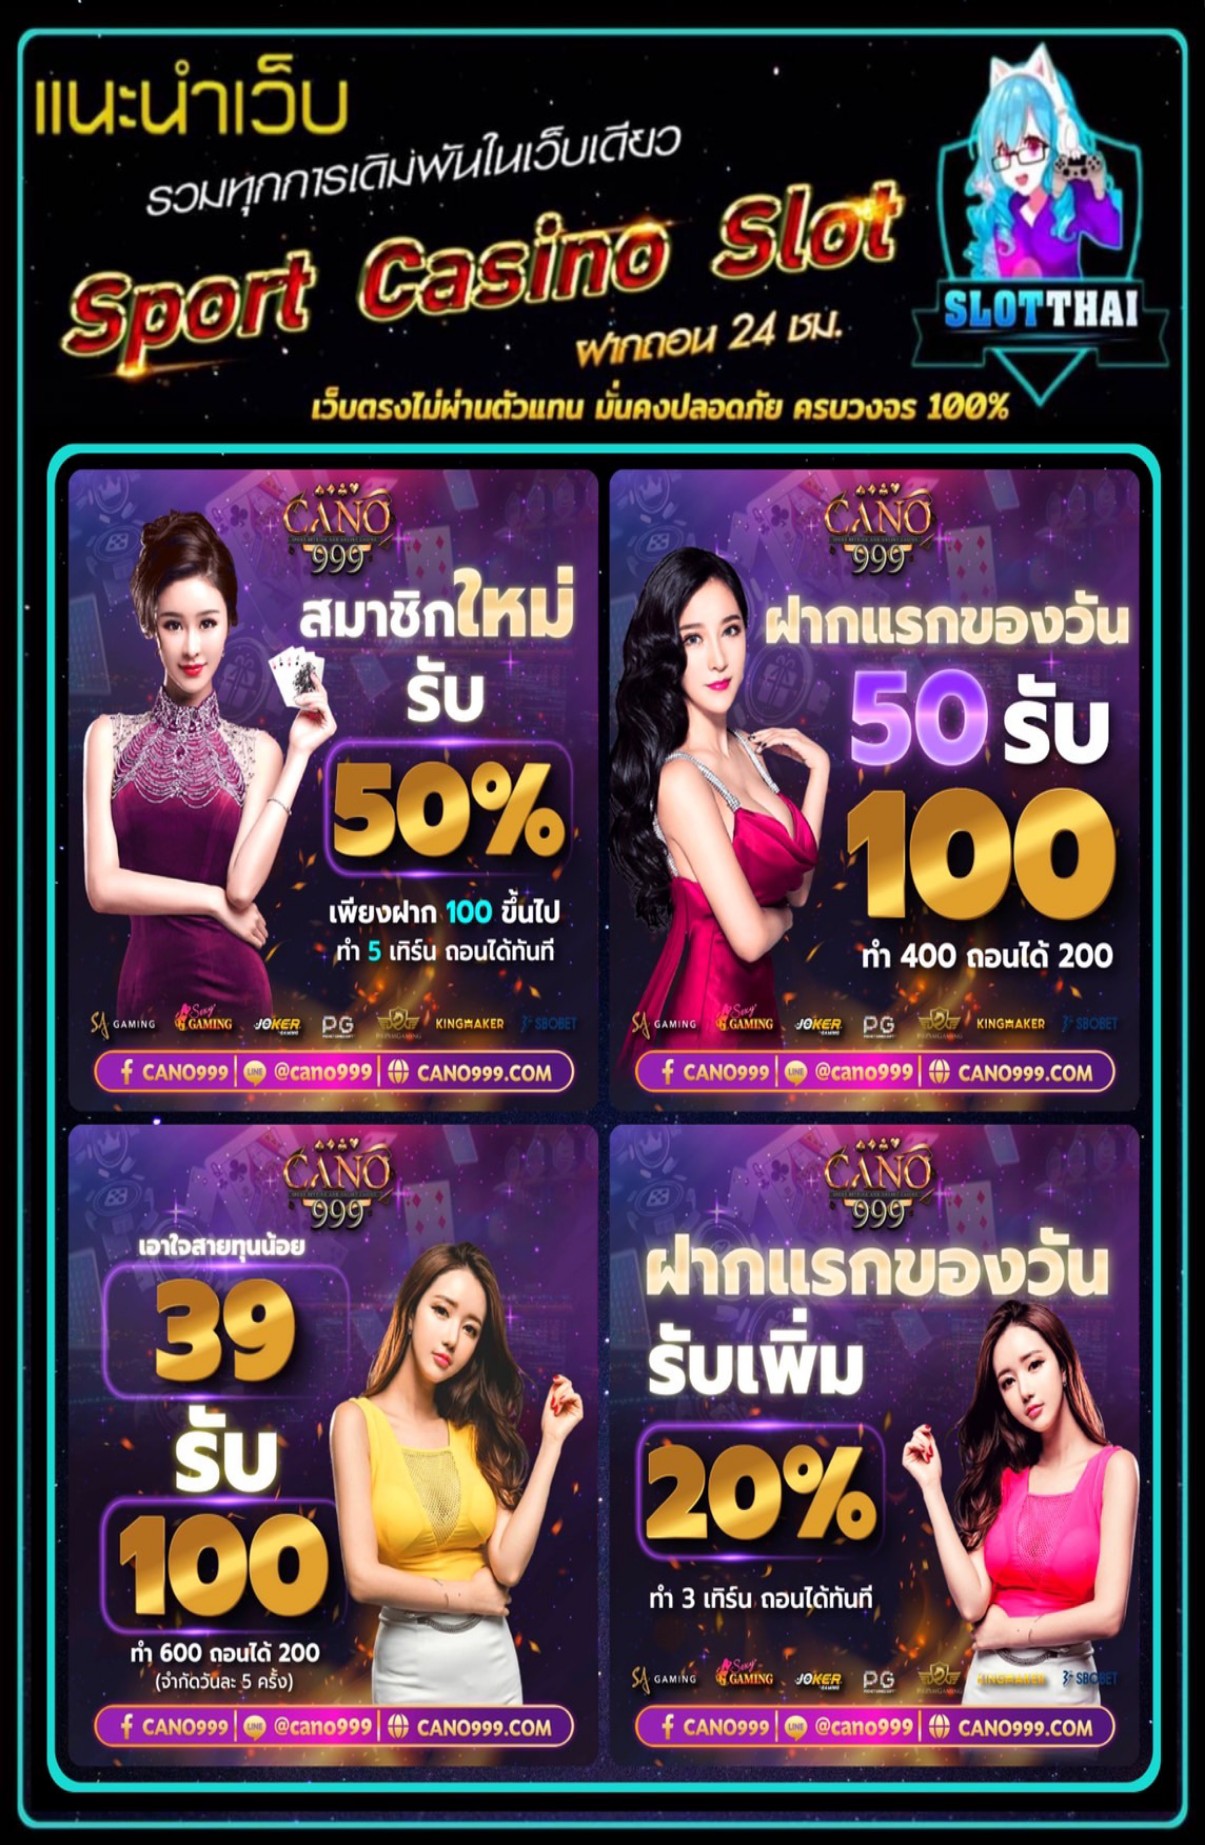 แนะนำเว็บ
รวมทุกการเดิมพันในเว็บเดียว
Sport Casino Slot
ฝากถอน 24 ชม.
SLOTTHAI
เว็บตรงไม่ผ่านตัวแทน มั่นคงปลอดภัย ครบวงจร 100%
CANO
999
สมาชิกใหม่
รับ
50%
เพียงฝาก 100 ขึ้นไป
ทำ 5 เทิร์น ถอนได้ทันที
SA GAMING Sexy GAMING JOKER GAMING PG KINGMAKER SBOBET
CANO999 LINE @cano999 CANO999.COM
CANO
999
ฝากแรกของวัน
50 รับ
100
ทำ 400 ถอนได้ 200
SA GAMING Sexy GAMING JOKER GAMING PG KINGMAKER SBOBET
CANO999 LINE @cano999 CANO999.COM
CANO
999
เอาใจสายทุนน้อย
39
รับ
100
ทำ 600 ถอนได้ 200
(จำกัดวันละ 5 ครั้ง)
CANO999 LINE @cano999 CANO999.COM
CANO
999
ฝากแรกของวัน
รับเพิ่ม
20%
ทำ 3 เทิร์น ถอนได้ทันที
SA GAMING Sexy GAMING JOKER GAMING PG KINGMAKER SBOBET
CANO999 LINE @cano999 CANO999.COM